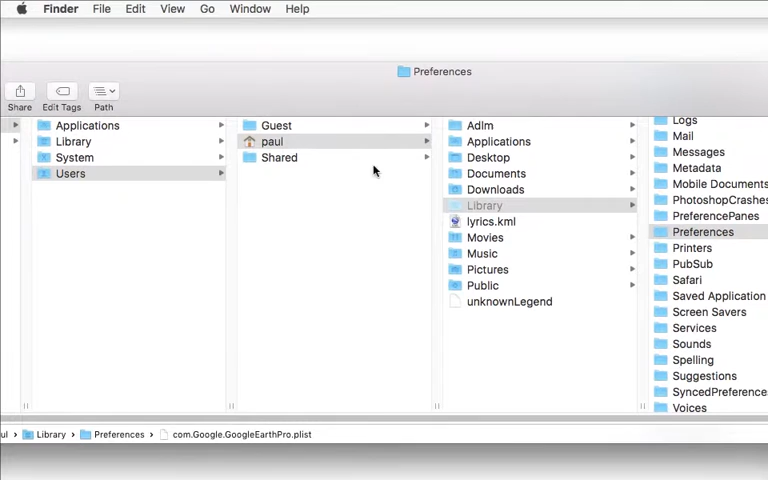 Finder File Edit View Go Window Help
Preferences
Share Edit Tags Path
Applications
Library
System
Users
Guest
paul
Shared
Adlm
Applications
Desktop
Documents
Downloads
Library
lyrics.kml
Movies
Music
Pictures
Public
unknownLegend
Logs
Mail
Messages
Metadata
Mobile Documents
PhotoshopCrashes
PreferencePanes
Preferences
Printers
PubSub
Safari
Saved Application
Screen Savers
Services
Sounds
Spelling
Suggestions
SyncedPreference
Voices
ul › Library › Preferences › com.Google.GoogleEarthPro.plist